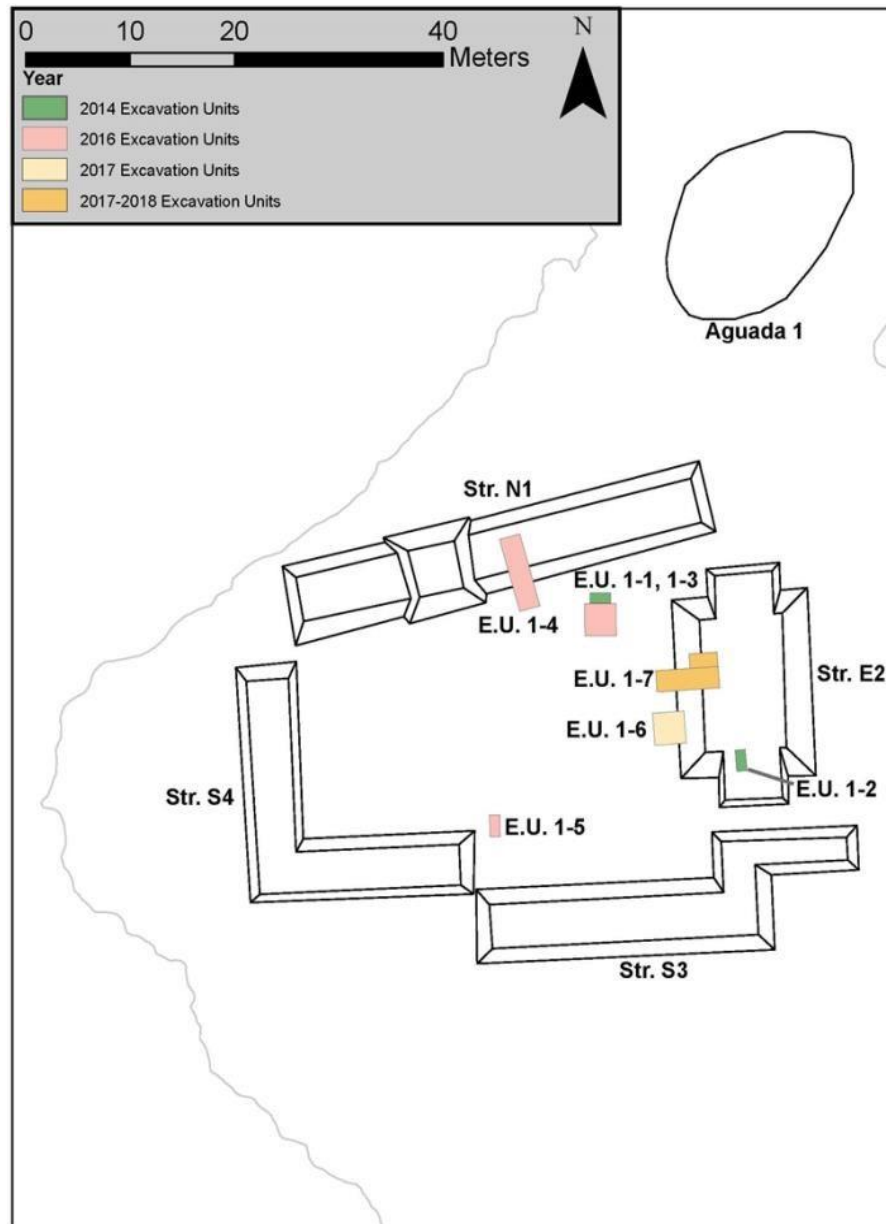 0 10 20 40 Meters
N
Year
2014 Excavation Units
2016 Excavation Units
2017 Excavation Units
2017-2018 Excavation Units
Aguada 1
Str. N1
E.U. 1-1, 1-3
E.U. 1-4
E.U. 1-7
Str. E2
E.U. 1-6
E.U. 1-2
Str. S4
E.U. 1-5
Str. S3